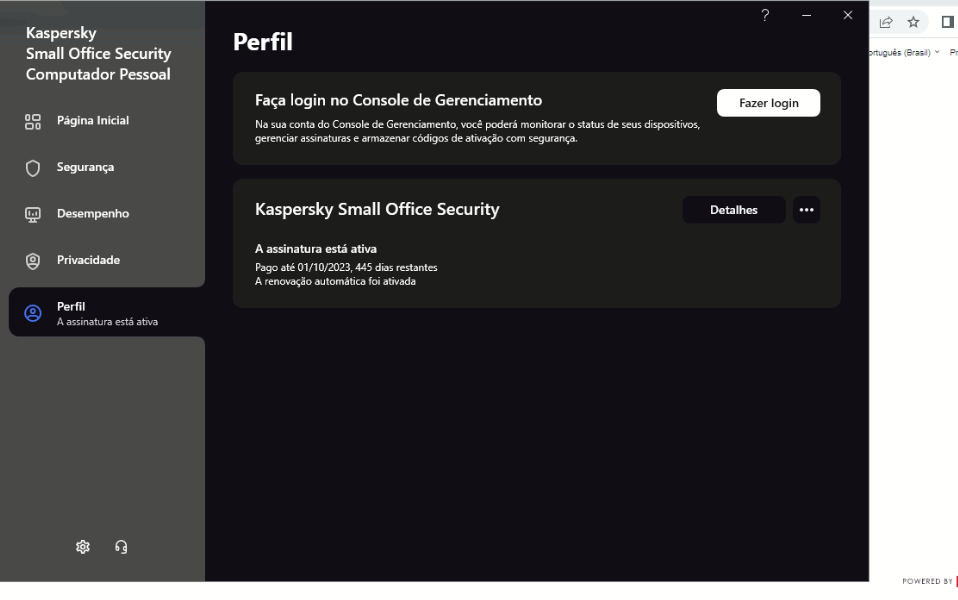 Kaspersky
Small Office Security
Computador Pessoal
Página Inicial
Segurança
Desempenho
Privacidade
Perfil
A assinatura está ativa
?
Perfil
Faça login no Console de Gerenciamento
Fazer login
Na sua conta do Console de Gerenciamento, você poderá monitorar o status de seus dispositivos,
gerenciar assinaturas e armazenar códigos de ativação com segurança.
Kaspersky Small Office Security
Detalhes
A assinatura está ativa
Pago até 01/10/2023, 445 dias restantes
A renovação automática foi ativada
ortuguês (Brasil)
Pr
POWERED BY